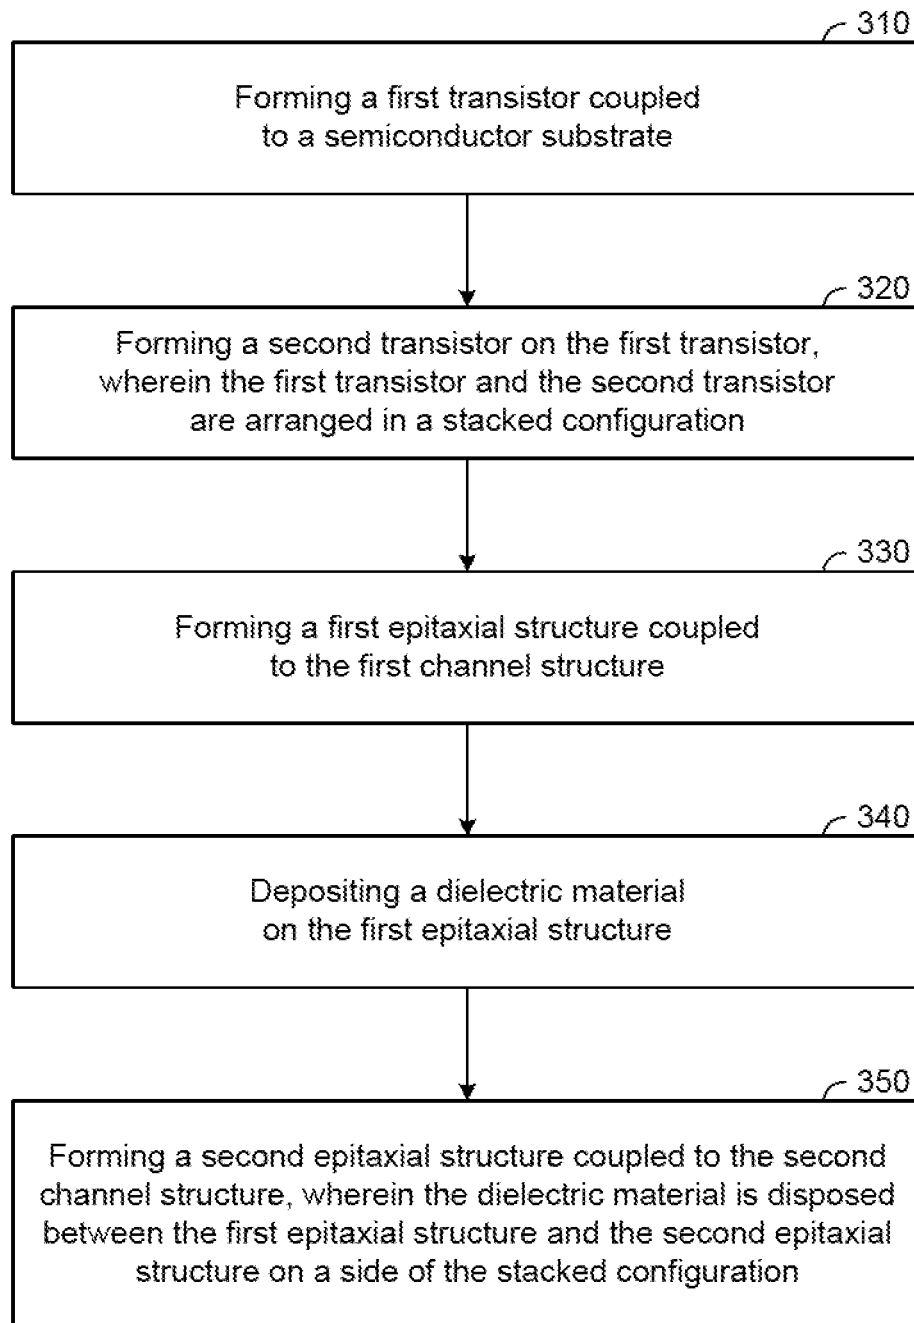 310
Forming a first transistor coupled
to a semiconductor substrate
320
Forming a second transistor on the first transistor,
wherein the first transistor and the second transistor
are arranged in a stacked configuration
330
Forming a first epitaxial structure coupled
to the first channel structure
340
Depositing a dielectric material
on the first epitaxial structure
350
Forming a second epitaxial structure coupled to the second
channel structure, wherein the dielectric material is disposed
between the first epitaxial structure and the second epitaxial
structure on a side of the stacked configuration